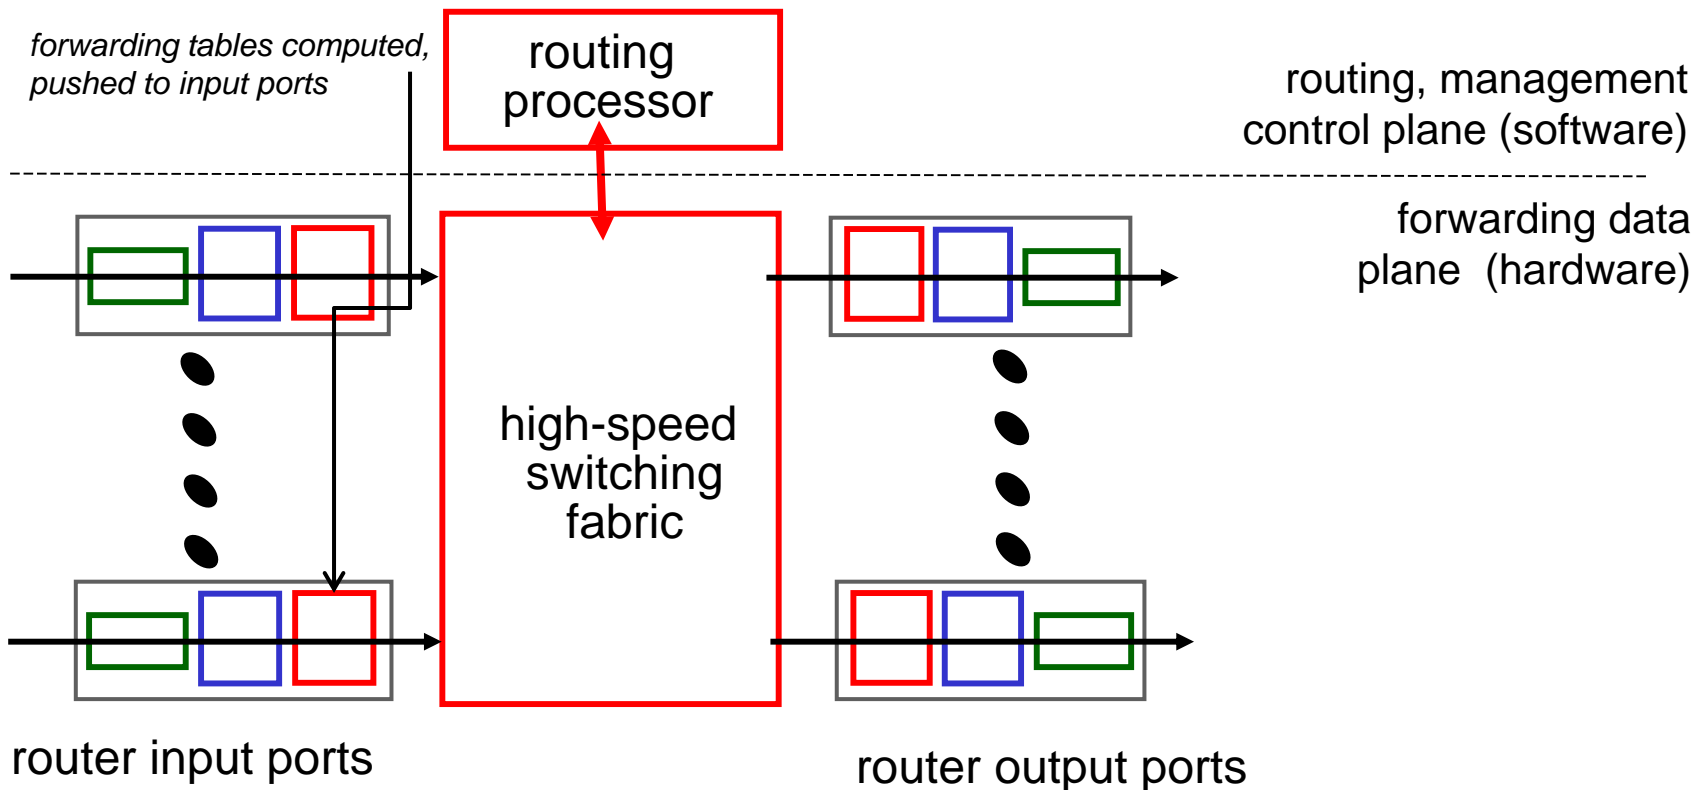 forwarding tables computed,
pushed to input ports
routing
processor
routing, management
control plane (software)
forwarding data
plane (hardware)
high-speed
switching
fabric
router input ports
router output ports